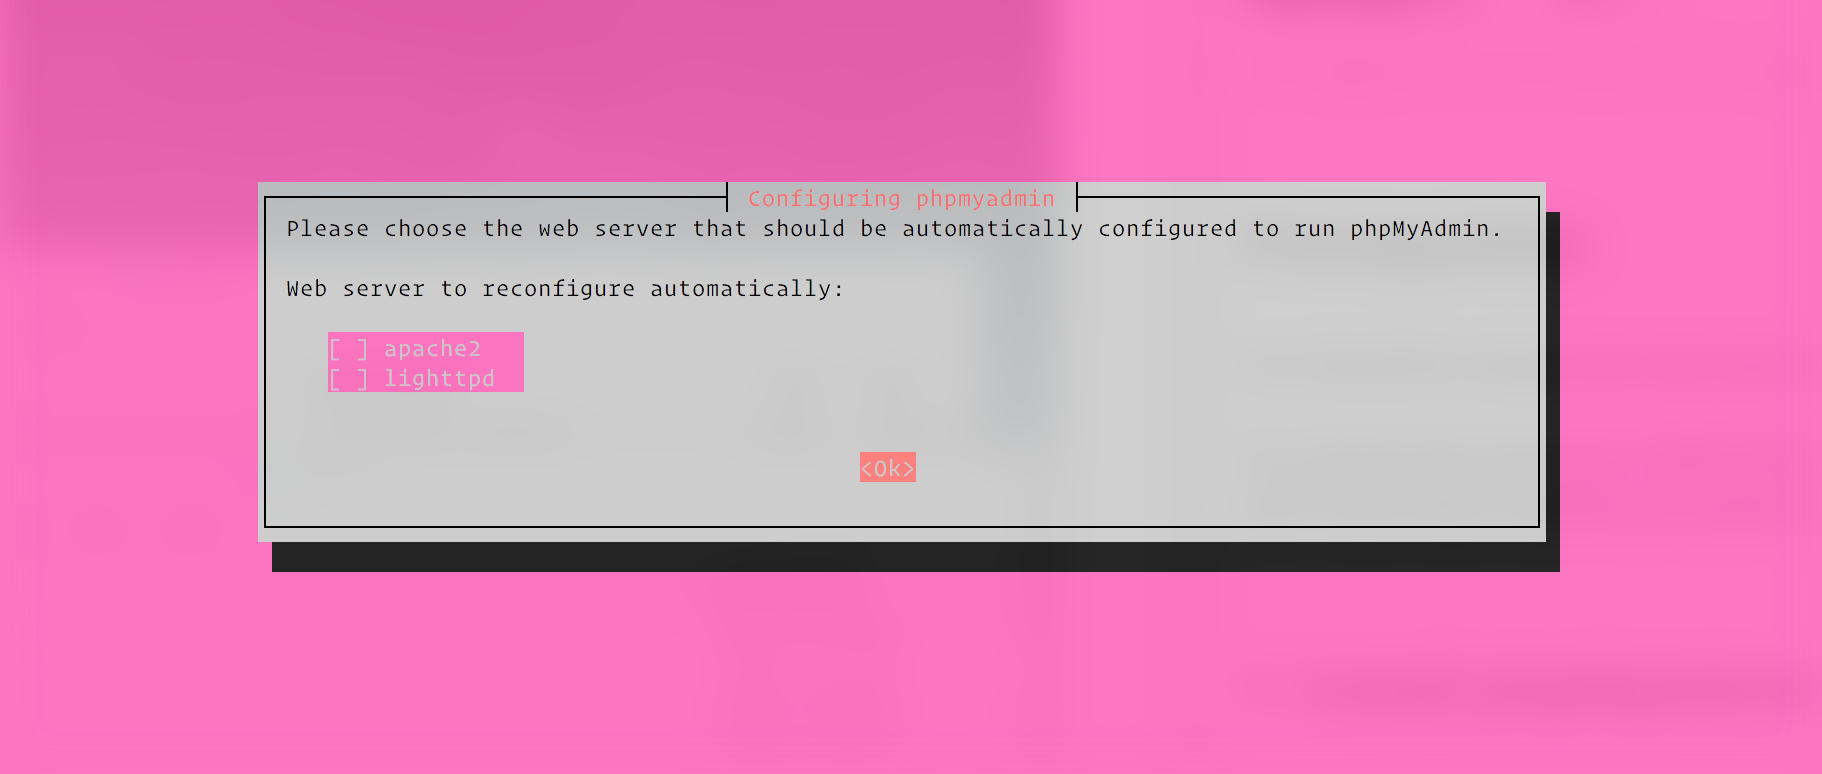 Configuring phpmyadmin
Please choose the web server that should be automatically configured to run phpMyAdmin.
Web server to reconfigure automatically:
[ ] apache2
[ ] lighttpd
<Ok>